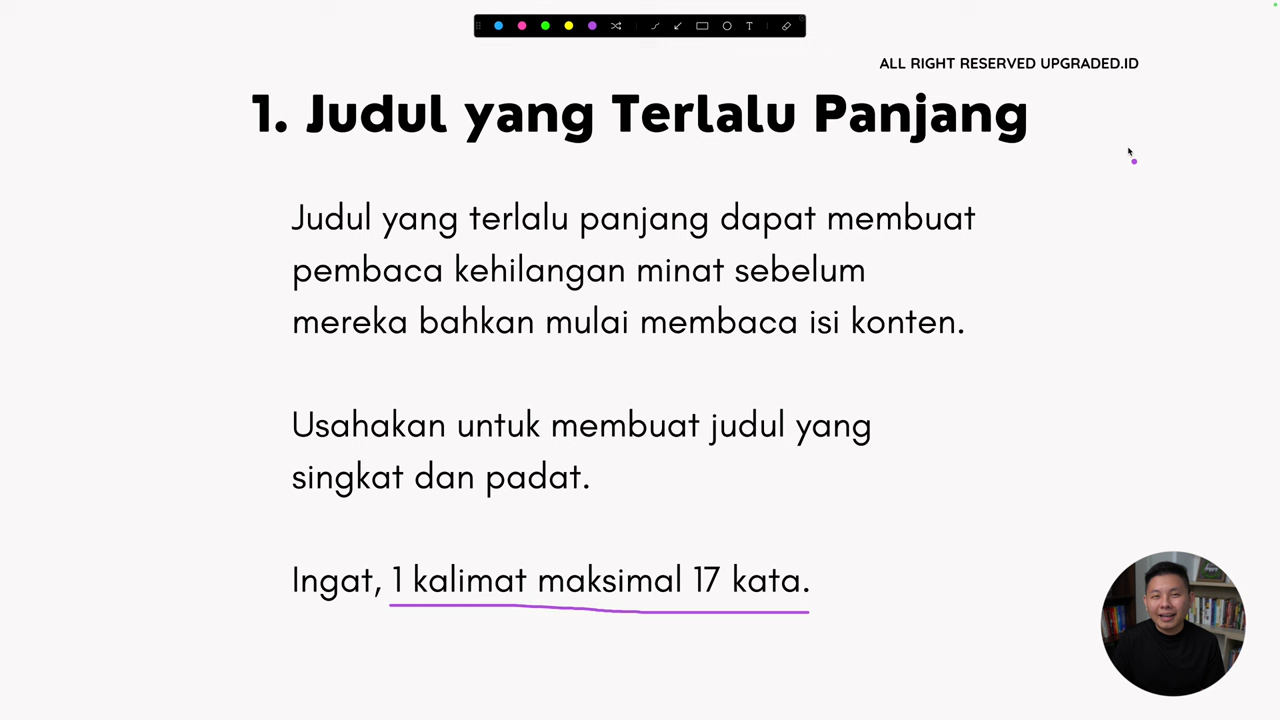 T
ALL RIGHT RESERVED UPGRADED.ID
1. Judul yang Terlalu Panjang
Judul yang terlalu panjang dapat membuat
pembaca kehilangan minat sebelum
mereka bahkan mulai membaca isi konten.
Usahakan untuk membuat judul yang
singkat dan padat.
Ingat, 1 kalimat maksimal 17 kata.